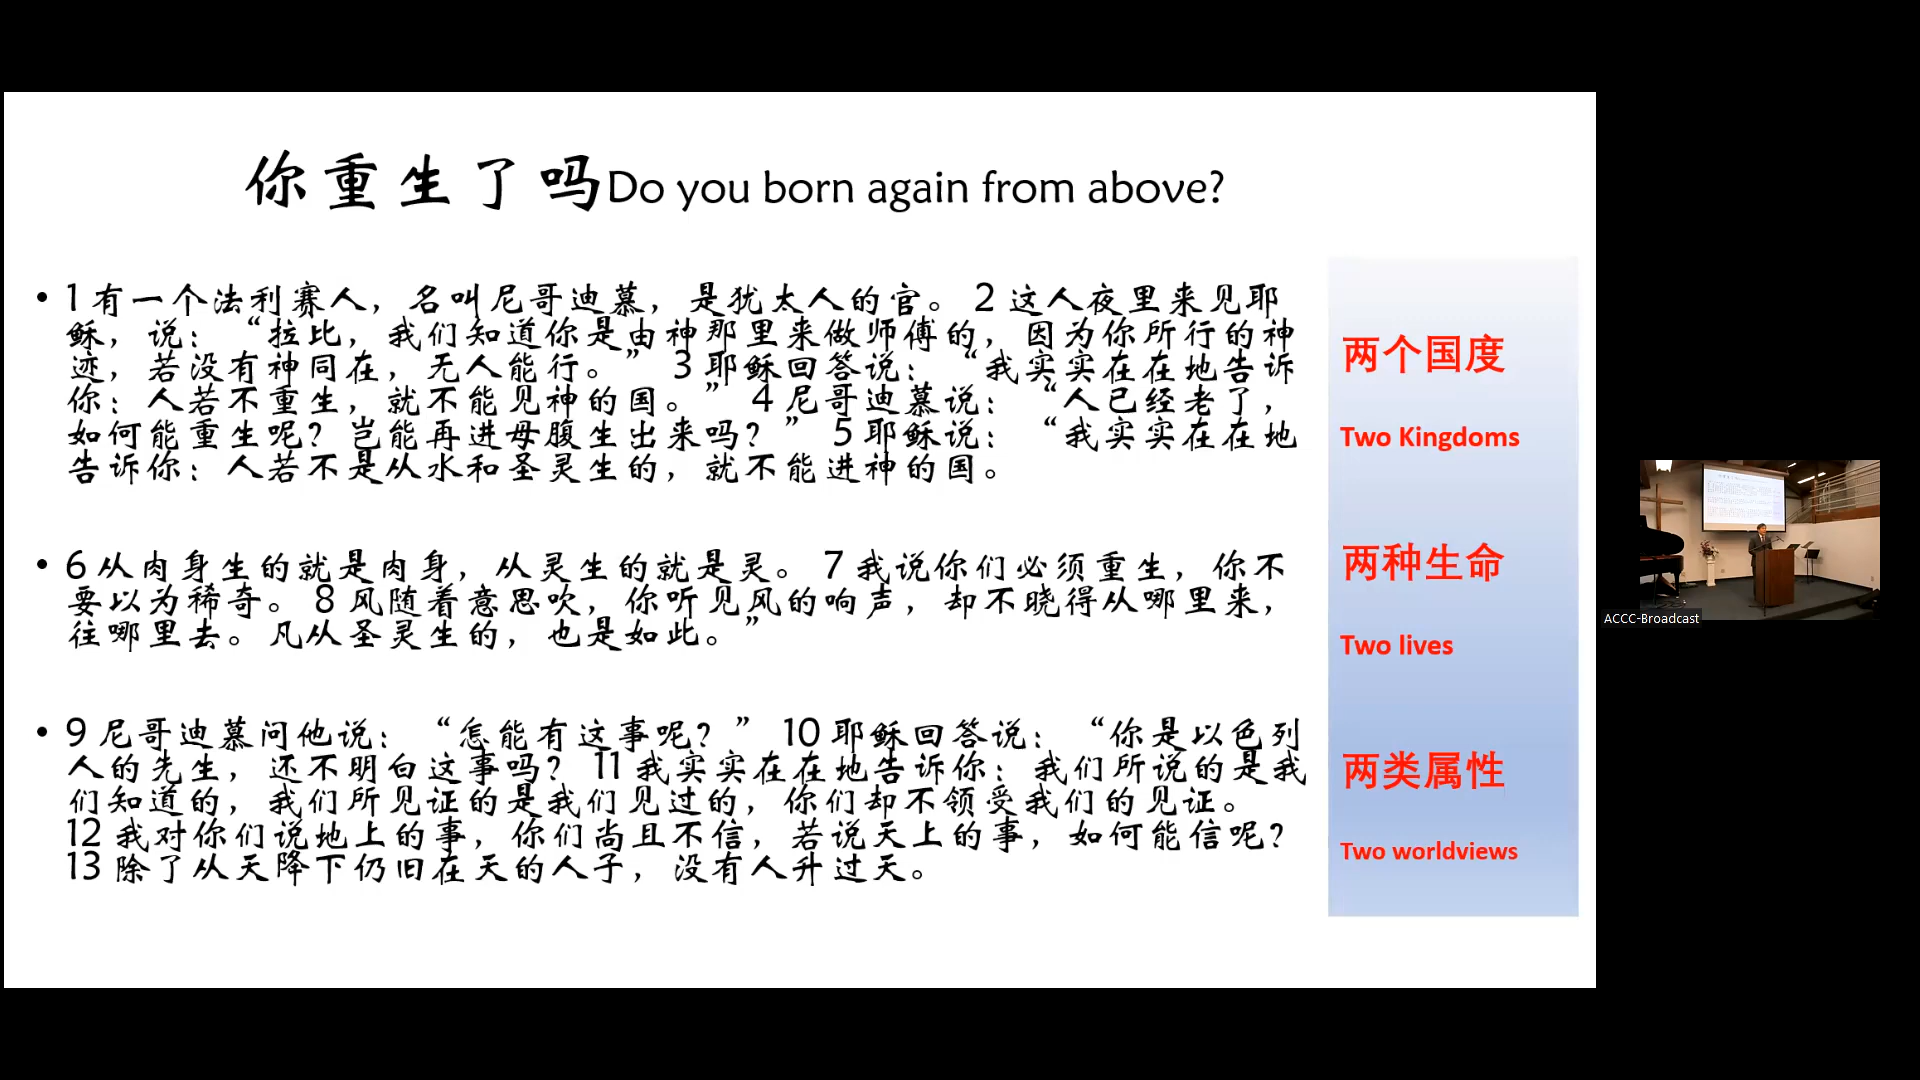 你重生了吗Do you born again from above?
• 1 有一个法利赛人，名叫尼哥迪慕，是犹太人的官。 2 这人夜里来见耶
稣，说：“拉比，我们知道你是由神那里来做师傅的，因为你所行的神
迹，若没有神同在，无人能行。” 3 耶稣回答说：“我实实在在地告诉
你：人若不重生，就不能见神的国。” 4 尼哥迪慕说：“人已经老了，
如何能重生呢？岂能再进母腹生出来吗？” 5 耶稣说：“我实实在在地
告诉你：人若不是从水和圣灵生的，就不能进神的国。
• 6 从肉身生的就是肉身，从灵生的就是灵。 7 我说你们必须重生，你不
要以为稀奇。 8 风随着意思吹，你听见风的响声，却不晓得从哪里来，
往哪里去。凡从圣灵生的，也是如此。”
• 9 尼哥迪慕问他说：“怎能有这事呢？” 10 耶稣回答说：“你是以色列
人的先生，还不明白这事吗？ 11 我实实在在地告诉你：我们所说的是我
们知道的，我们所见证的是我们见过的，你们却不领受我们的见证。
12 我对你们说地上的事，你们尚且不信，若说天上的事，如何能信呢？
13 除了从天降下仍旧在天的人子，没有人升过天。
两个国度
Two Kingdoms
两种生命
Two lives
两类属性
Two worldviews
ACCC-Broadcast